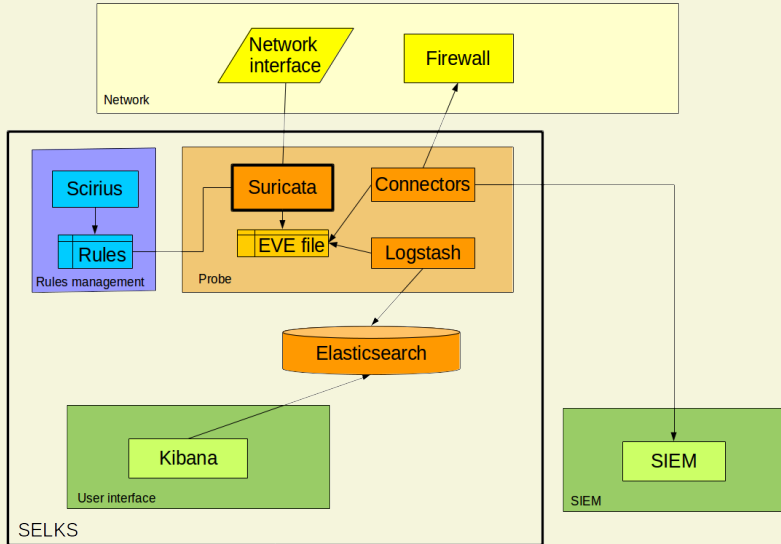 Network
interface
Firewall
Network
Scirius
Rules
Rules management
Suricata
Connectors
EVE file
Logstash
Probe
Elasticsearch
Kibana
User interface
SIEM
SIEM
SELKS